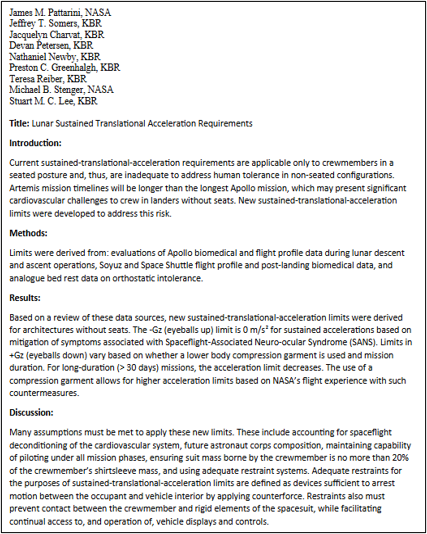 James M. Pattarini, NASA
Jeffrey T. Somers, KBR
Jacquelyn Charvat, KBR
Devan Petersen, KBR
Nathaniel Newby, KBR
Preston C. Greenhalgh, KBR
Teresa Reiber, KBR
Michael B. Stenger, NASA
Stuart M. C. Lee, KBR
Title: Lunar Sustained Translational Acceleration Requirements
Introduction:
Current sustained-translational-acceleration requirements are applicable only to crewmembers in a
seated posture and, thus, are inadequate to address human tolerance in non-seated configurations.
Artemis mission timelines will be longer than the longest Apollo mission, which may present significant
cardiovascular challenges to crew in landers without seats. New sustained-translational-acceleration
limits were developed to address this risk.
Methods:
Limits were derived from: evaluations of Apollo biomedical and flight profile data during lunar descent
and ascent operations, Soyuz and Space Shuttle flight profile and post-landing biomedical data, and
analogue bed rest data on orthostatic intolerance.
Results:
Based on a review of these data sources, new sustained-translational-acceleration limits were derived
for architectures without seats. The -Gz (eyeballs up) limit is 0 m/s² for sustained accelerations based on
mitigation of symptoms associated with Spaceflight-Associated Neuro-ocular Syndrome (SANS). Limits in
+Gz (eyeballs down) vary based on whether a lower body compression garment is used and mission
duration. For long-duration (> 30 days) missions, the acceleration limit decreases. The use of a
compression garment allows for higher acceleration limits based on NASA's flight experience with such
countermeasures.
Discussion:
Many assumptions must be met to apply these new limits. These include accounting for spaceflight
deconditioning of the cardiovascular system, future astronaut corps composition, maintaining capability
of piloting under all mission phases, ensuring suit mass borne by the crewmember is no more than 20%
of the crewmember's shirtsleeve mass, and using adequate restraint systems. Adequate restraints for
the purposes of sustained-translational-acceleration limits are defined as devices sufficient to arrest
motion between the occupant and vehicle interior by applying counterforce. Restraints also must
prevent contact between the crewmember and rigid elements of the spacesuit, while facilitating
continual access to, and operation of, vehicle displays and controls.